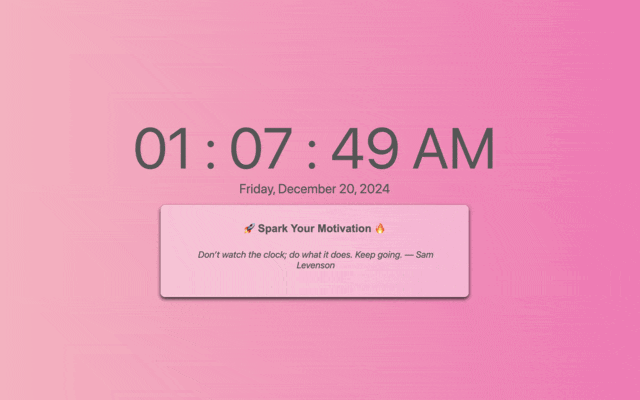 01 : 07 : 49 AM
Friday, December 20, 2024
🚀 Spark Your Motivation 🔥
Don't watch the clock; do what it does. Keep going. — Sam
Levenson